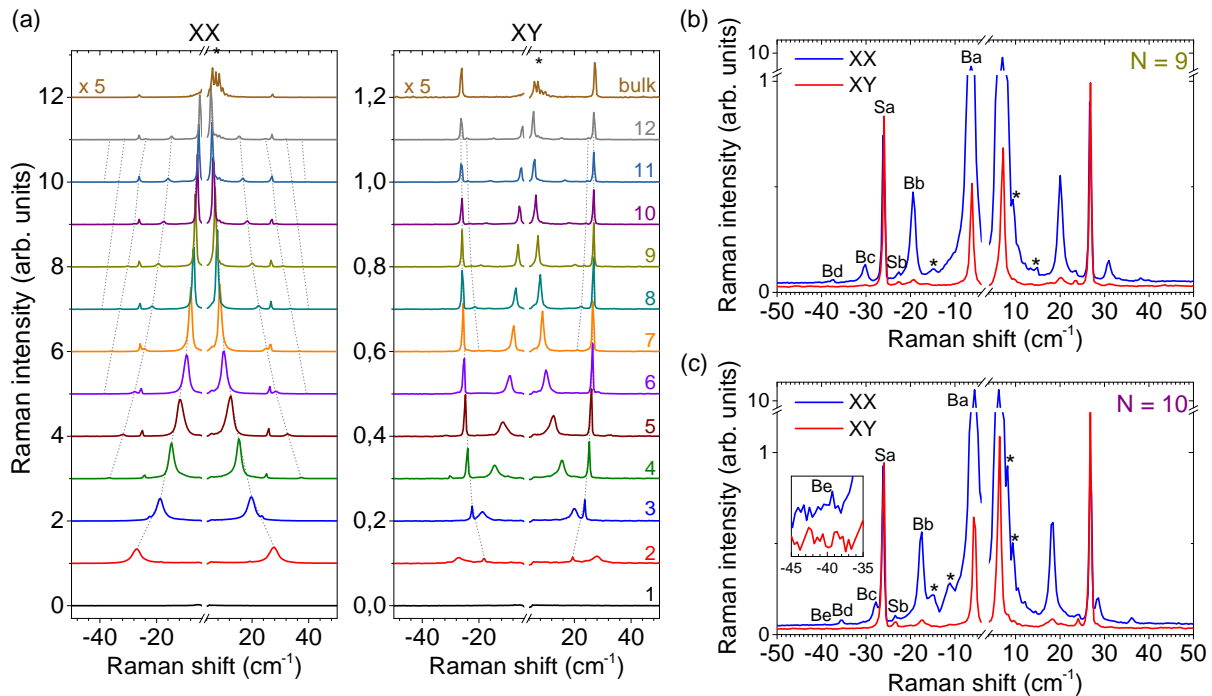 (a)
XX
XY
*
*
x 5
x 5
bulk
12
11
10
9
8
7
6
5
4
3
2
1
12
10
8
6
4
2
0
1,2
1,0
0,8
0,6
0,4
0,2
0,0
Raman intensity (arb. units)
-40
-20
20
40
-40
-20
20
40
Raman shift (cm-1)
Raman shift (cm-1)
(b)
XX
XY
N = 9
Ba
Sa
Bb
Bc
Bd
Sb
*
*
*
10
1
0
Raman intensity (arb. units)
-50 -40 -30 -20 -10 10 20 30 40 50
Raman shift (cm-1)
(c)
XX
XY
N = 10
Ba
Sa
Bb
Bc
Bd
Be
Sb
*
*
*
*
Be
-45 -40 -35
10
1
0
Raman intensity (arb. units)
-50 -40 -30 -20 -10 10 20 30 40 50
Raman shift (cm-1)